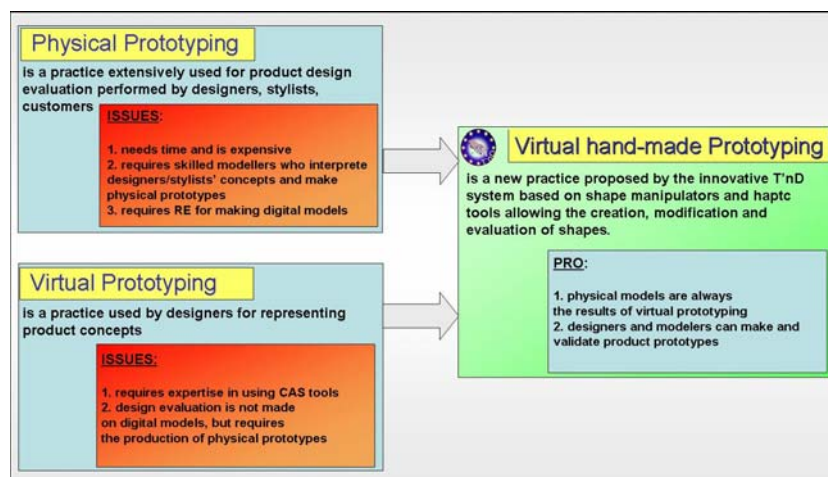 Physical Prototyping
is a practice extensively used for product design
evaluation performed by designers, stylists,
customers
ISSUES:
1. needs time and is expensive
2. requires skilled modellers who interprete
designers/stylists' concepts and make
physical prototypes
3. requires RE for making digital models
Virtual Prototyping
is a practice used by designers for representing
product concepts
ISSUES:
1. requires expertise in using CAS tools
2. design evaluation is not made
on digital models, but requires
the production of physical prototypes
Virtual hand-made Prototyping
is a new practice proposed by the innovative T'nD
system based on shape manipulators and haptc
tools allowing the creation, modification and
evaluation of shapes.
PRO:
1. physical models are always
the results of virtual prototyping
2. designers and modelers can make and
validate product prototypes